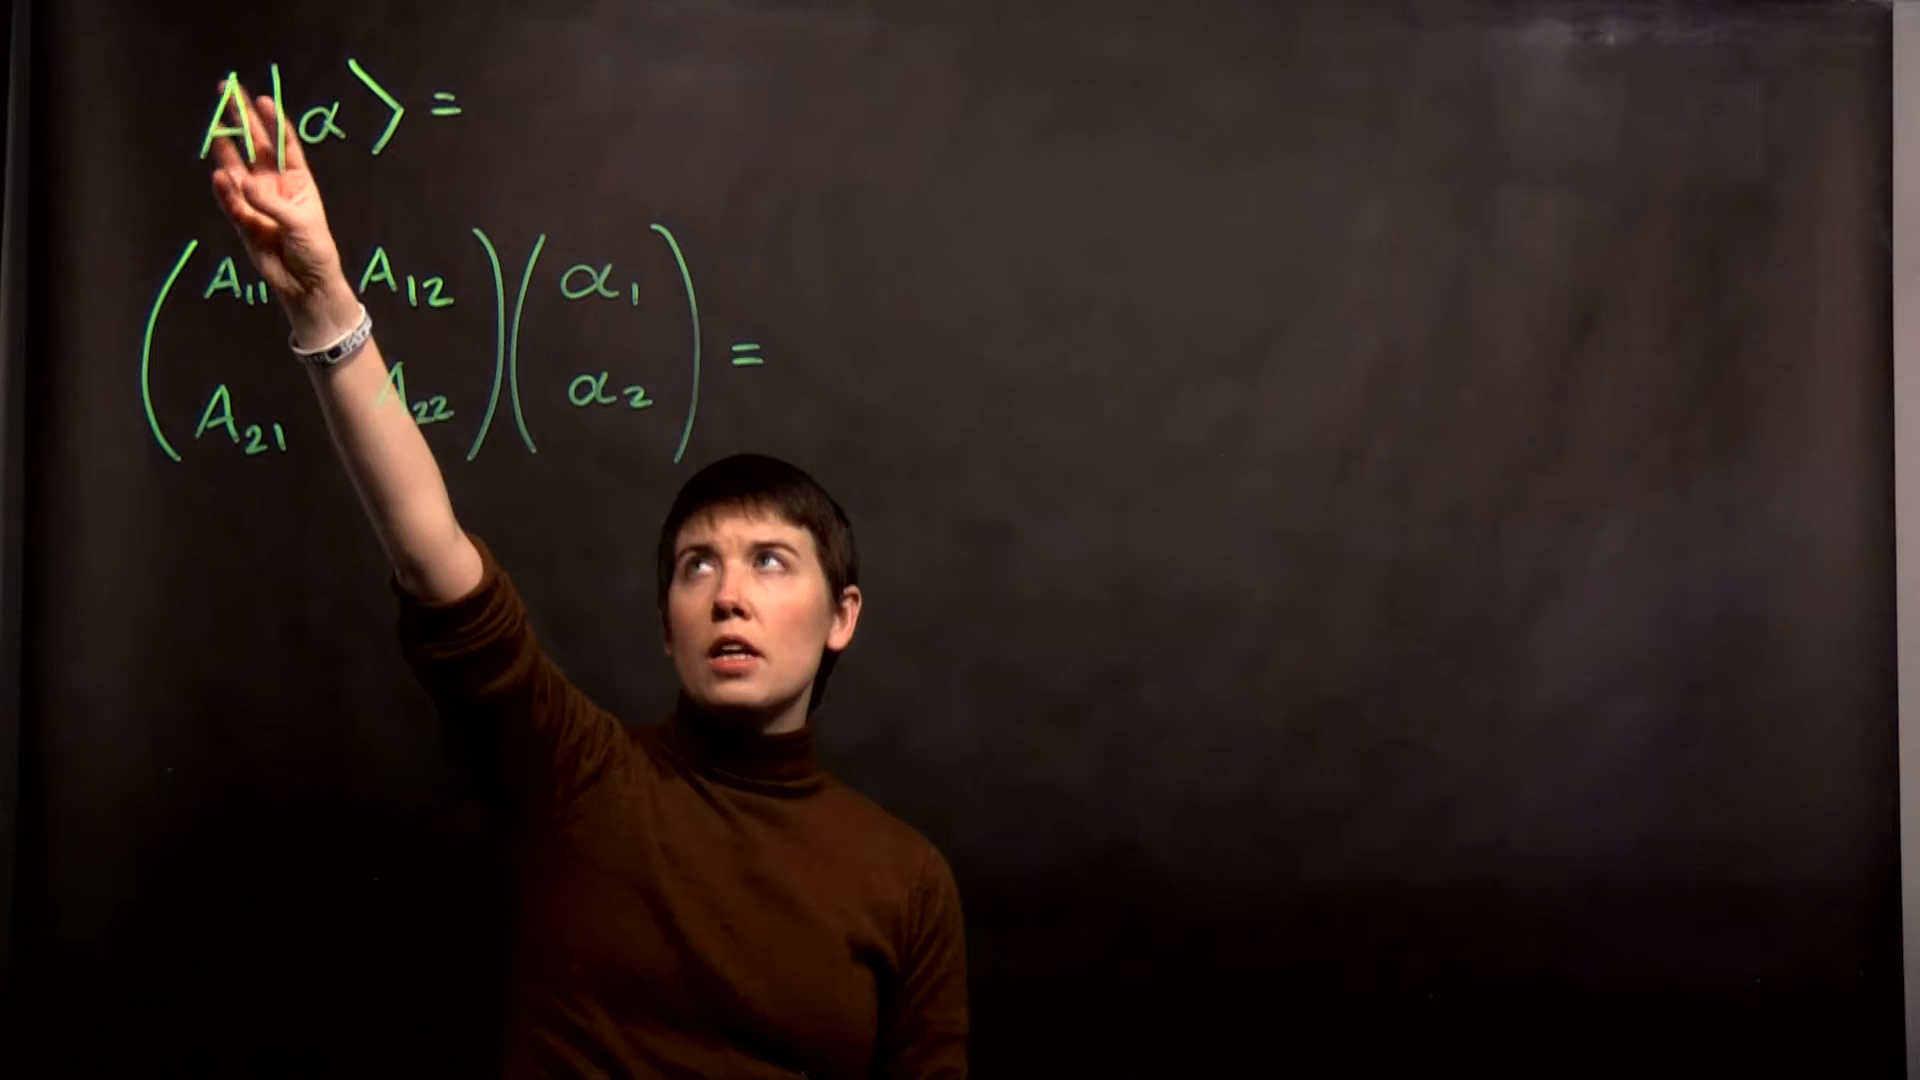 A|α⟩ =
( A₁₁ A₁₂ ) ( α₁ )
A₂₁ A₂₂ α₂ =